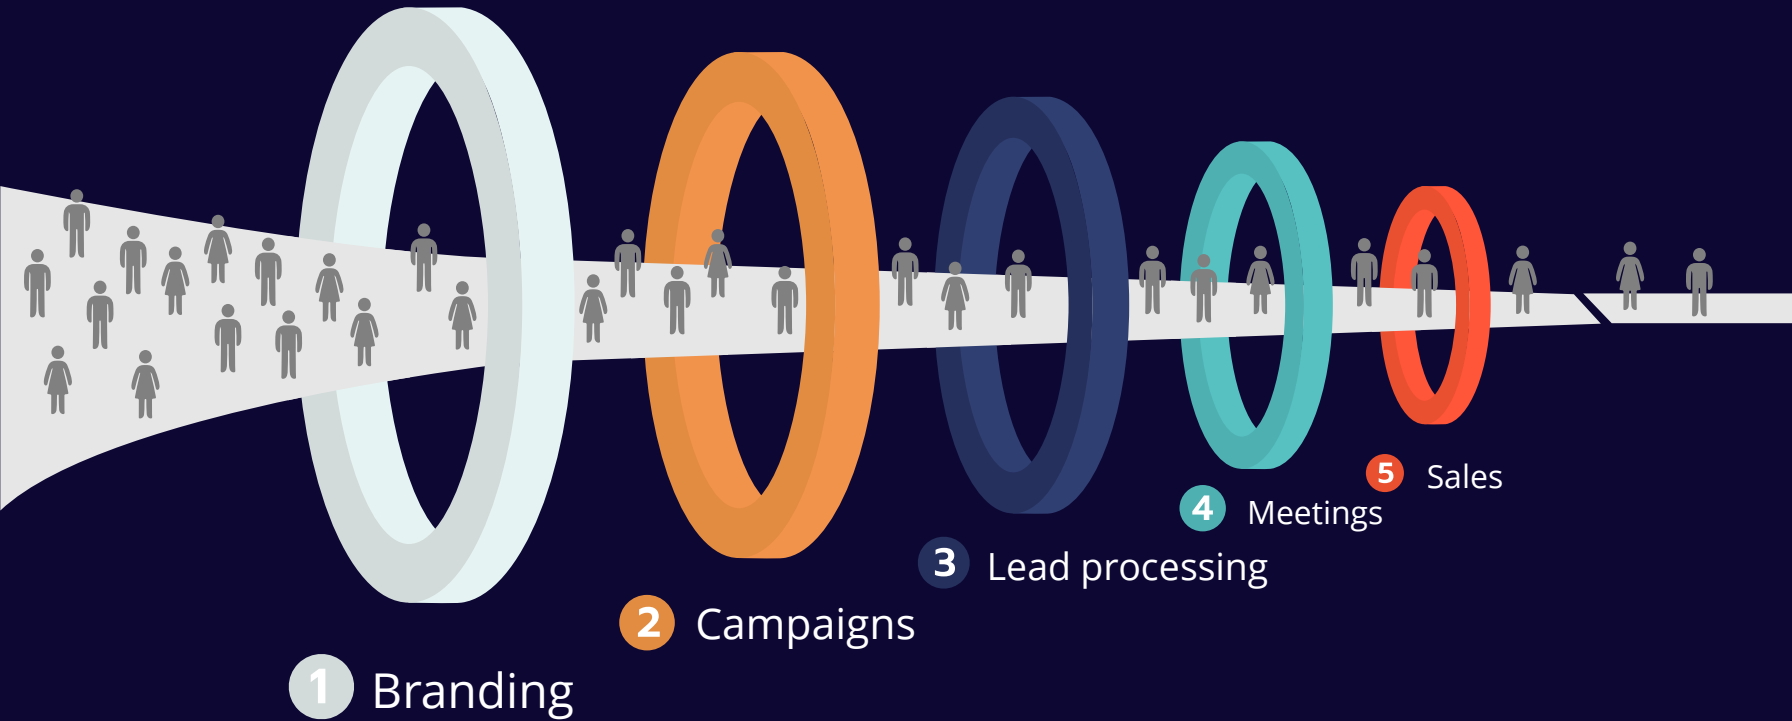 1 Branding
2 Campaigns
3 Lead processing
4 Meetings
5 Sales